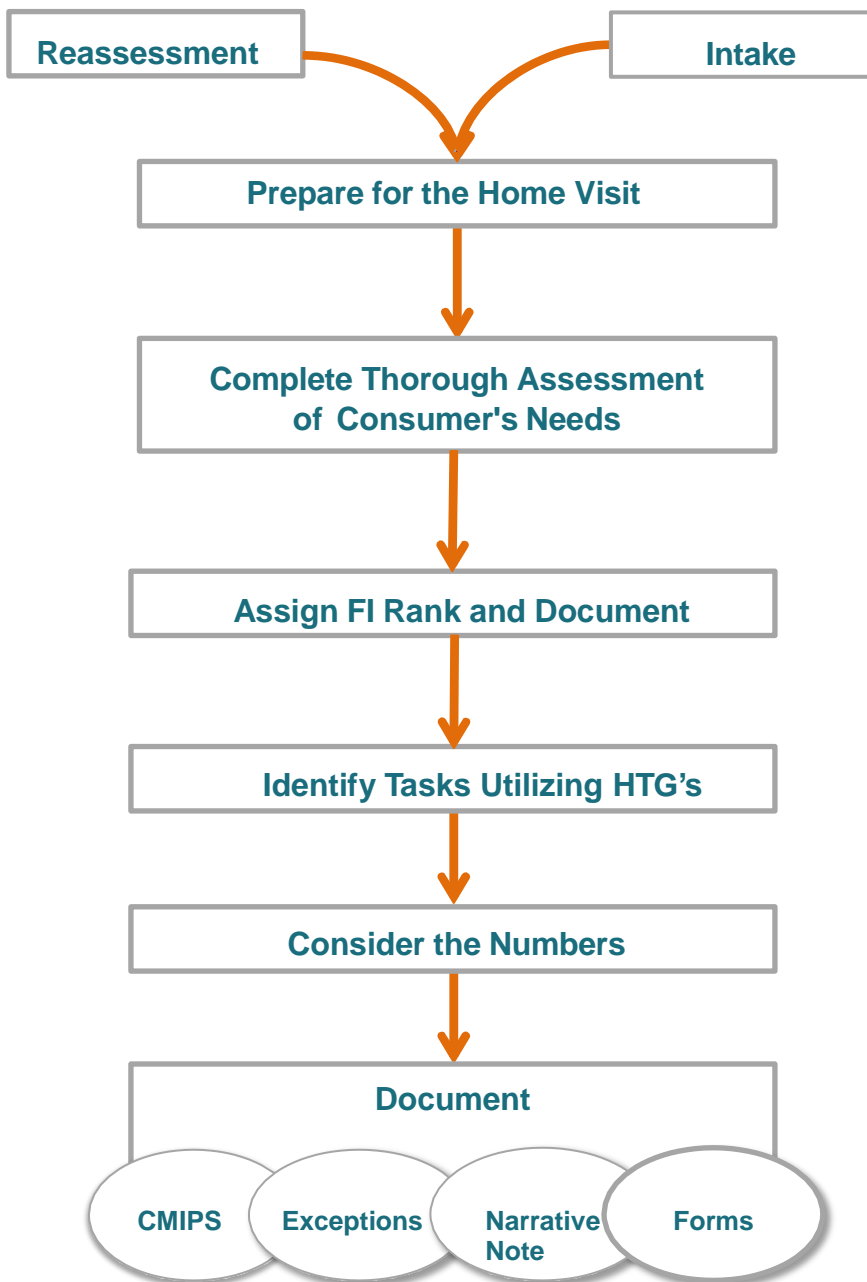 Reassessment
Intake
Prepare for the Home Visit
Complete Thorough Assessment
of Consumer's Needs
Assign FI Rank and Document
Identify Tasks Utilizing HTG’s
Consider the Numbers
Document
CMIPS
Exceptions
Narrative
Note
Forms